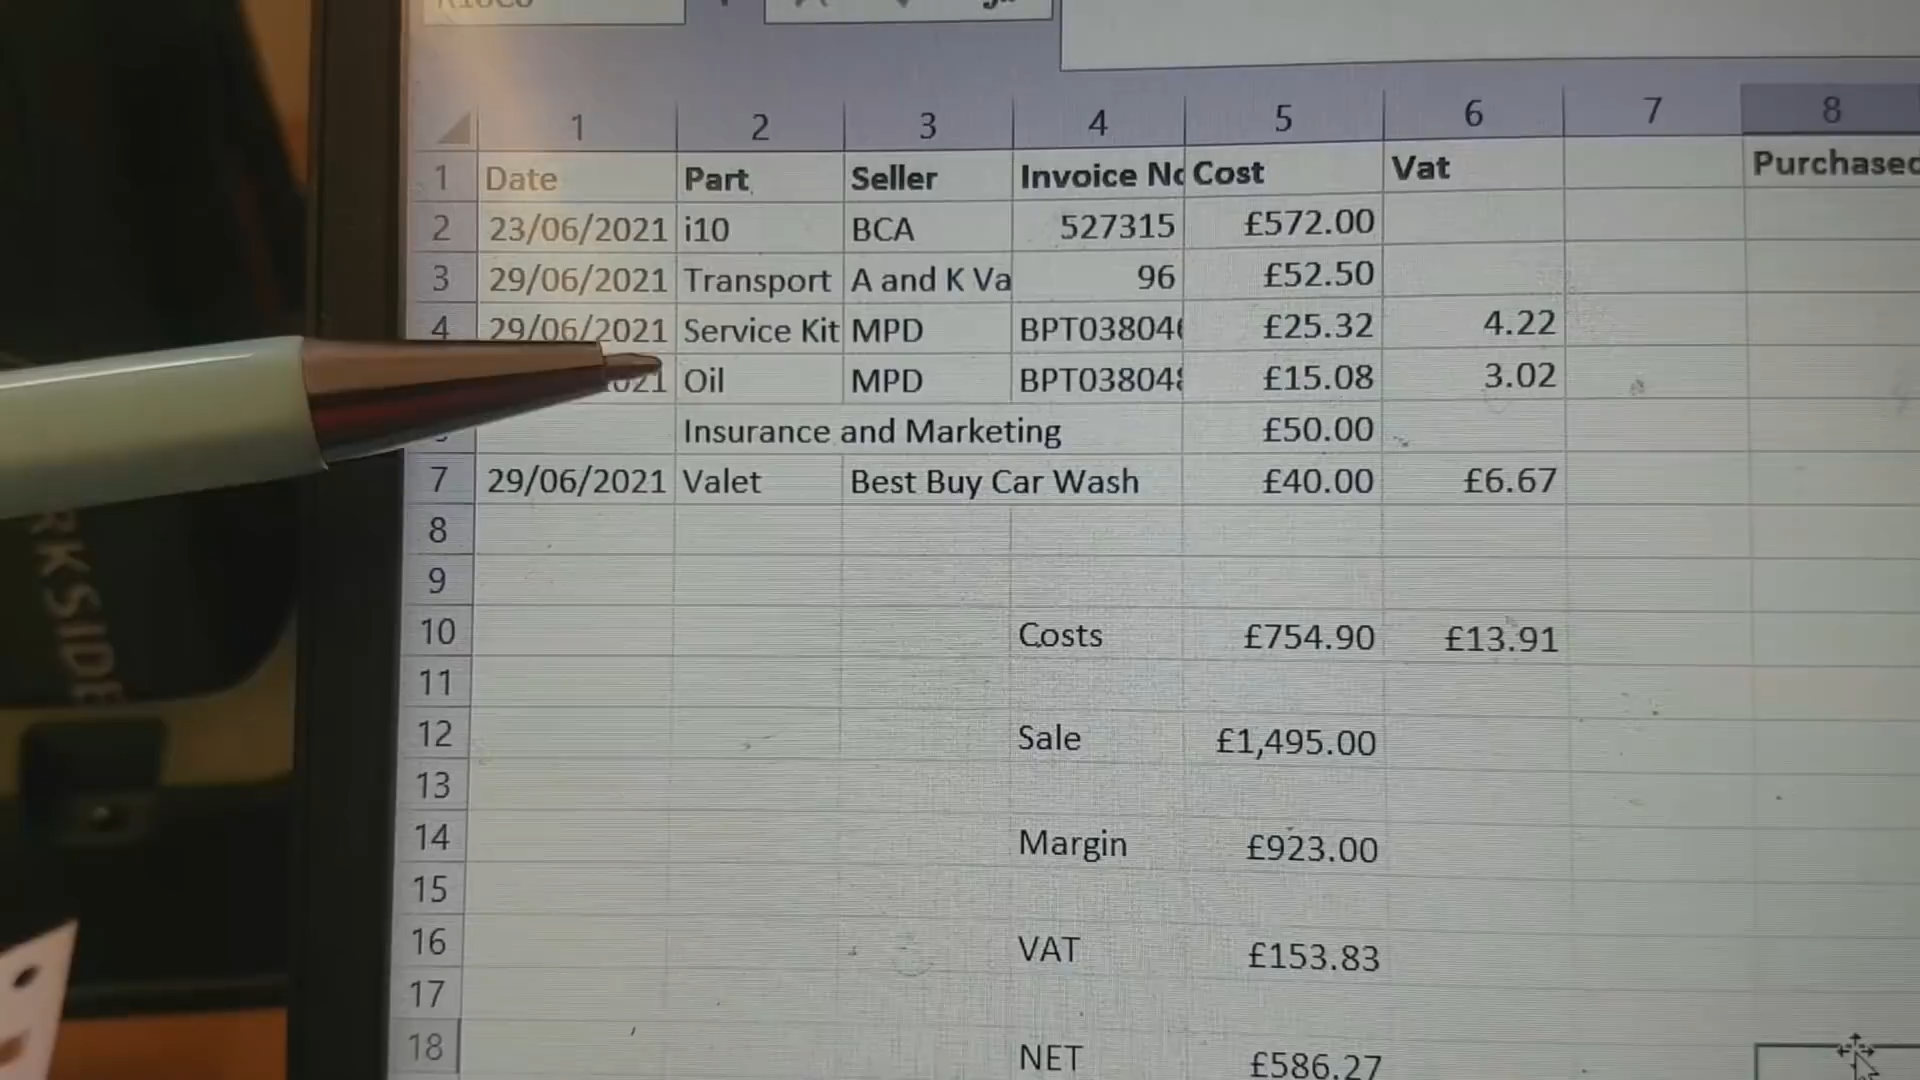 1 2 3 4 5 6 7 8
1 Date Part Seller Invoice No Cost Vat Purchased
2 23/06/2021 i10 BCA 527315 £572.00
3 29/06/2021 Transport A and K Va 96 £52.50
4 29/06/2021 Service Kit MPD BPT03804 £25.32 4.22
Oil MPD BPT03804 £15.08 3.02
Insurance and Marketing £50.00
7 29/06/2021 Valet Best Buy Car Wash £40.00 £6.67
8
9
10 Costs £754.90 £13.91
11
12 Sale £1,495.00
13
14 Margin £923.00
15
16 VAT £153.83
17
18 NET £586.27
RKSIDE